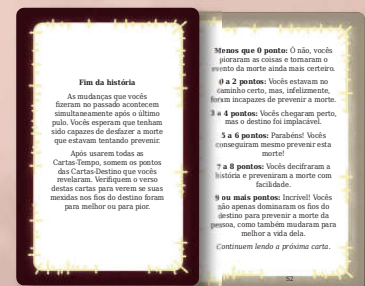 Fim da história
As mudanças que vocês
fizeram no passado acontecem
simultaneamente após o último
pulo. Vocês esperam que tenham
sido capazes de desfazer a morte
que estavam tentando prevenir.
Após usarem todas as
Cartas-Tempo, somem os pontos
das Cartas-Destino que vocês
revelaram. Verifiquem o verso
destas cartas para verem se suas
mexidas nos fios do destino foram
para melhor ou para pior.
Menos que 0 ponto: Ó não, vocês
pioraram as coisas e tornaram o
evento da morte ainda mais certeiro.
0 a 2 pontos: Vocês estavam no
caminho certo, mas, infelizmente,
foram incapazes de prevenir a morte.
3 a 4 pontos: Vocês chegaram perto,
mas o destino foi implacável.
5 a 6 pontos: Parabéns! Vocês
conseguiram mesmo prevenir esta
morte!
7 a 8 pontos: Vocês decifraram a
história e preveniram a morte com
facilidade.
9 ou mais pontos: Incrível! Vocês
não apenas dominaram os fios do
destino para prevenir a morte da
pessoa, como também mudaram para
melhor a vida dela.
Continuem lendo a próxima carta.
52